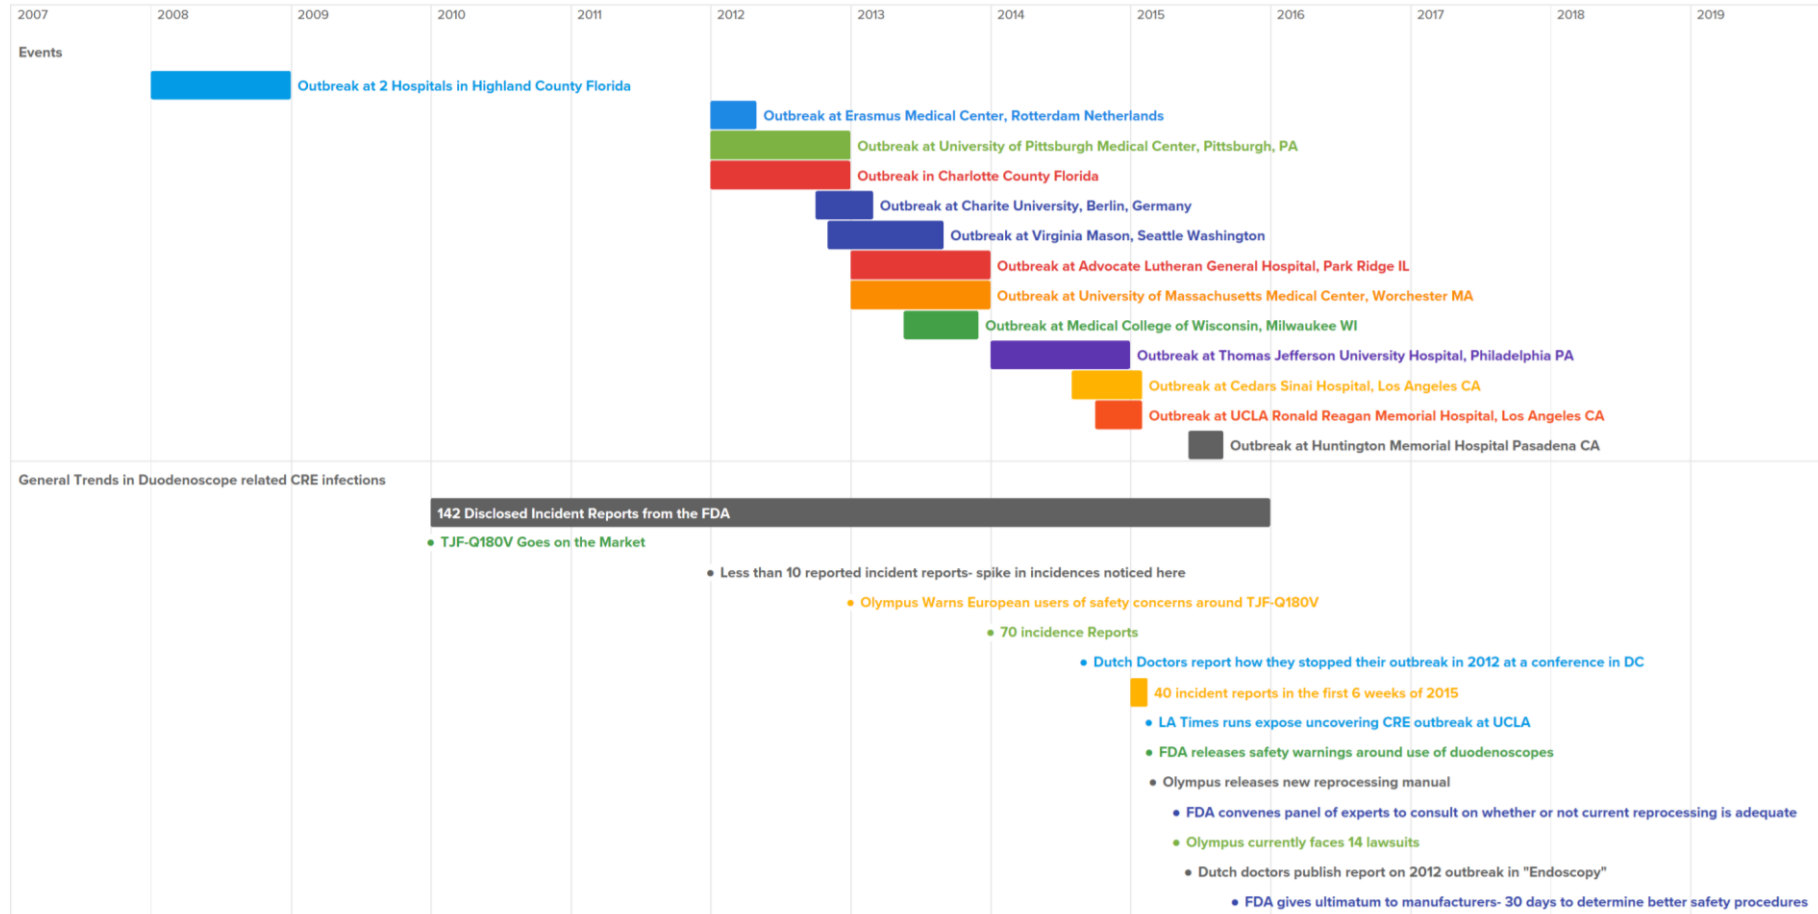 2007 2008 2009 2010 2011 2012 2013 2014 2015 2016 2017 2018 2019
Events
Outbreak at 2 Hospitals in Highland County Florida
Outbreak at Erasmus Medical Center, Rotterdam Netherlands
Outbreak at University of Pittsburgh Medical Center, Pittsburgh, PA
Outbreak in Charlotte County Florida
Outbreak at Charite University, Berlin, Germany
Outbreak at Virginia Mason, Seattle Washington
Outbreak at Advocate Lutheran General Hospital, Park Ridge IL
Outbreak at University of Massachusetts Medical Center, Worchester MA
Outbreak at Medical College of Wisconsin, Milwaukee WI
Outbreak at Thomas Jefferson University Hospital, Philadelphia PA
Outbreak at Cedars Sinai Hospital, Los Angeles CA
Outbreak at UCLA Ronald Reagan Memorial Hospital, Los Angeles CA
Outbreak at Huntington Memorial Hospital Pasadena CA
General Trends in Duodenoscope related CRE infections
142 Disclosed Incident Reports from the FDA
TJF-Q180V Goes on the Market
Less than 10 reported incident reports- spike in incidences noticed here
Olympus Warns European users of safety concerns around TJF-Q180V
70 incidence Reports
Dutch Doctors report how they stopped their outbreak in 2012 at a conference in DC
40 incident reports in the first 6 weeks of 2015
LA Times runs expose uncovering CRE outbreak at UCLA
FDA releases safety warnings around use of duodenoscopes
Olympus releases new reprocessing manual
FDA convenes panel of experts to consult on whether or not current reprocessing is adequate
Olympus currently faces 14 lawsuits
Dutch doctors publish report on 2012 outbreak in "Endoscopy"
FDA gives ultimatum to manufacturers- 30 days to determine better safety procedures